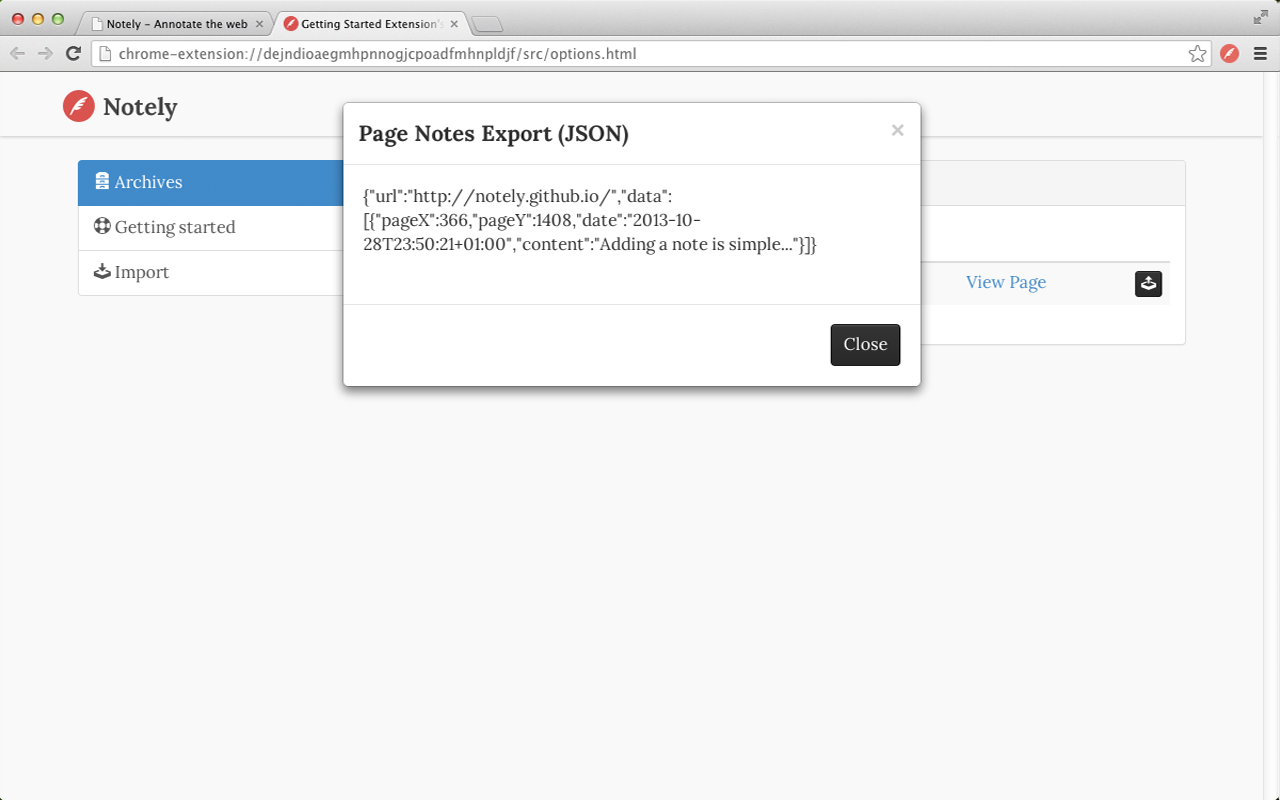 Notely – Annotate the web
Getting Started Extension's
chrome-extension://dejndioaegmhpnnogjcpoadfmhnpldjf/src/options.html
Notely
Archives
Getting started
Import
Page Notes Export (JSON)
×
{"url":"http://notely.github.io/","data":
[{"pageX":366,"pageY":1408,"date":"2013-10-
28T23:50:21+01:00","content":"Adding a note is simple..."}]}
Close
View Page